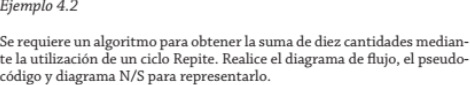 Ejemplo 4.2
Se requiere un algoritmo para obtener la suma de diez cantidades median-
te la utilización de un ciclo Repite. Realice el diagrama de flujo, el pseudo-
código y diagrama N/S para representarlo.